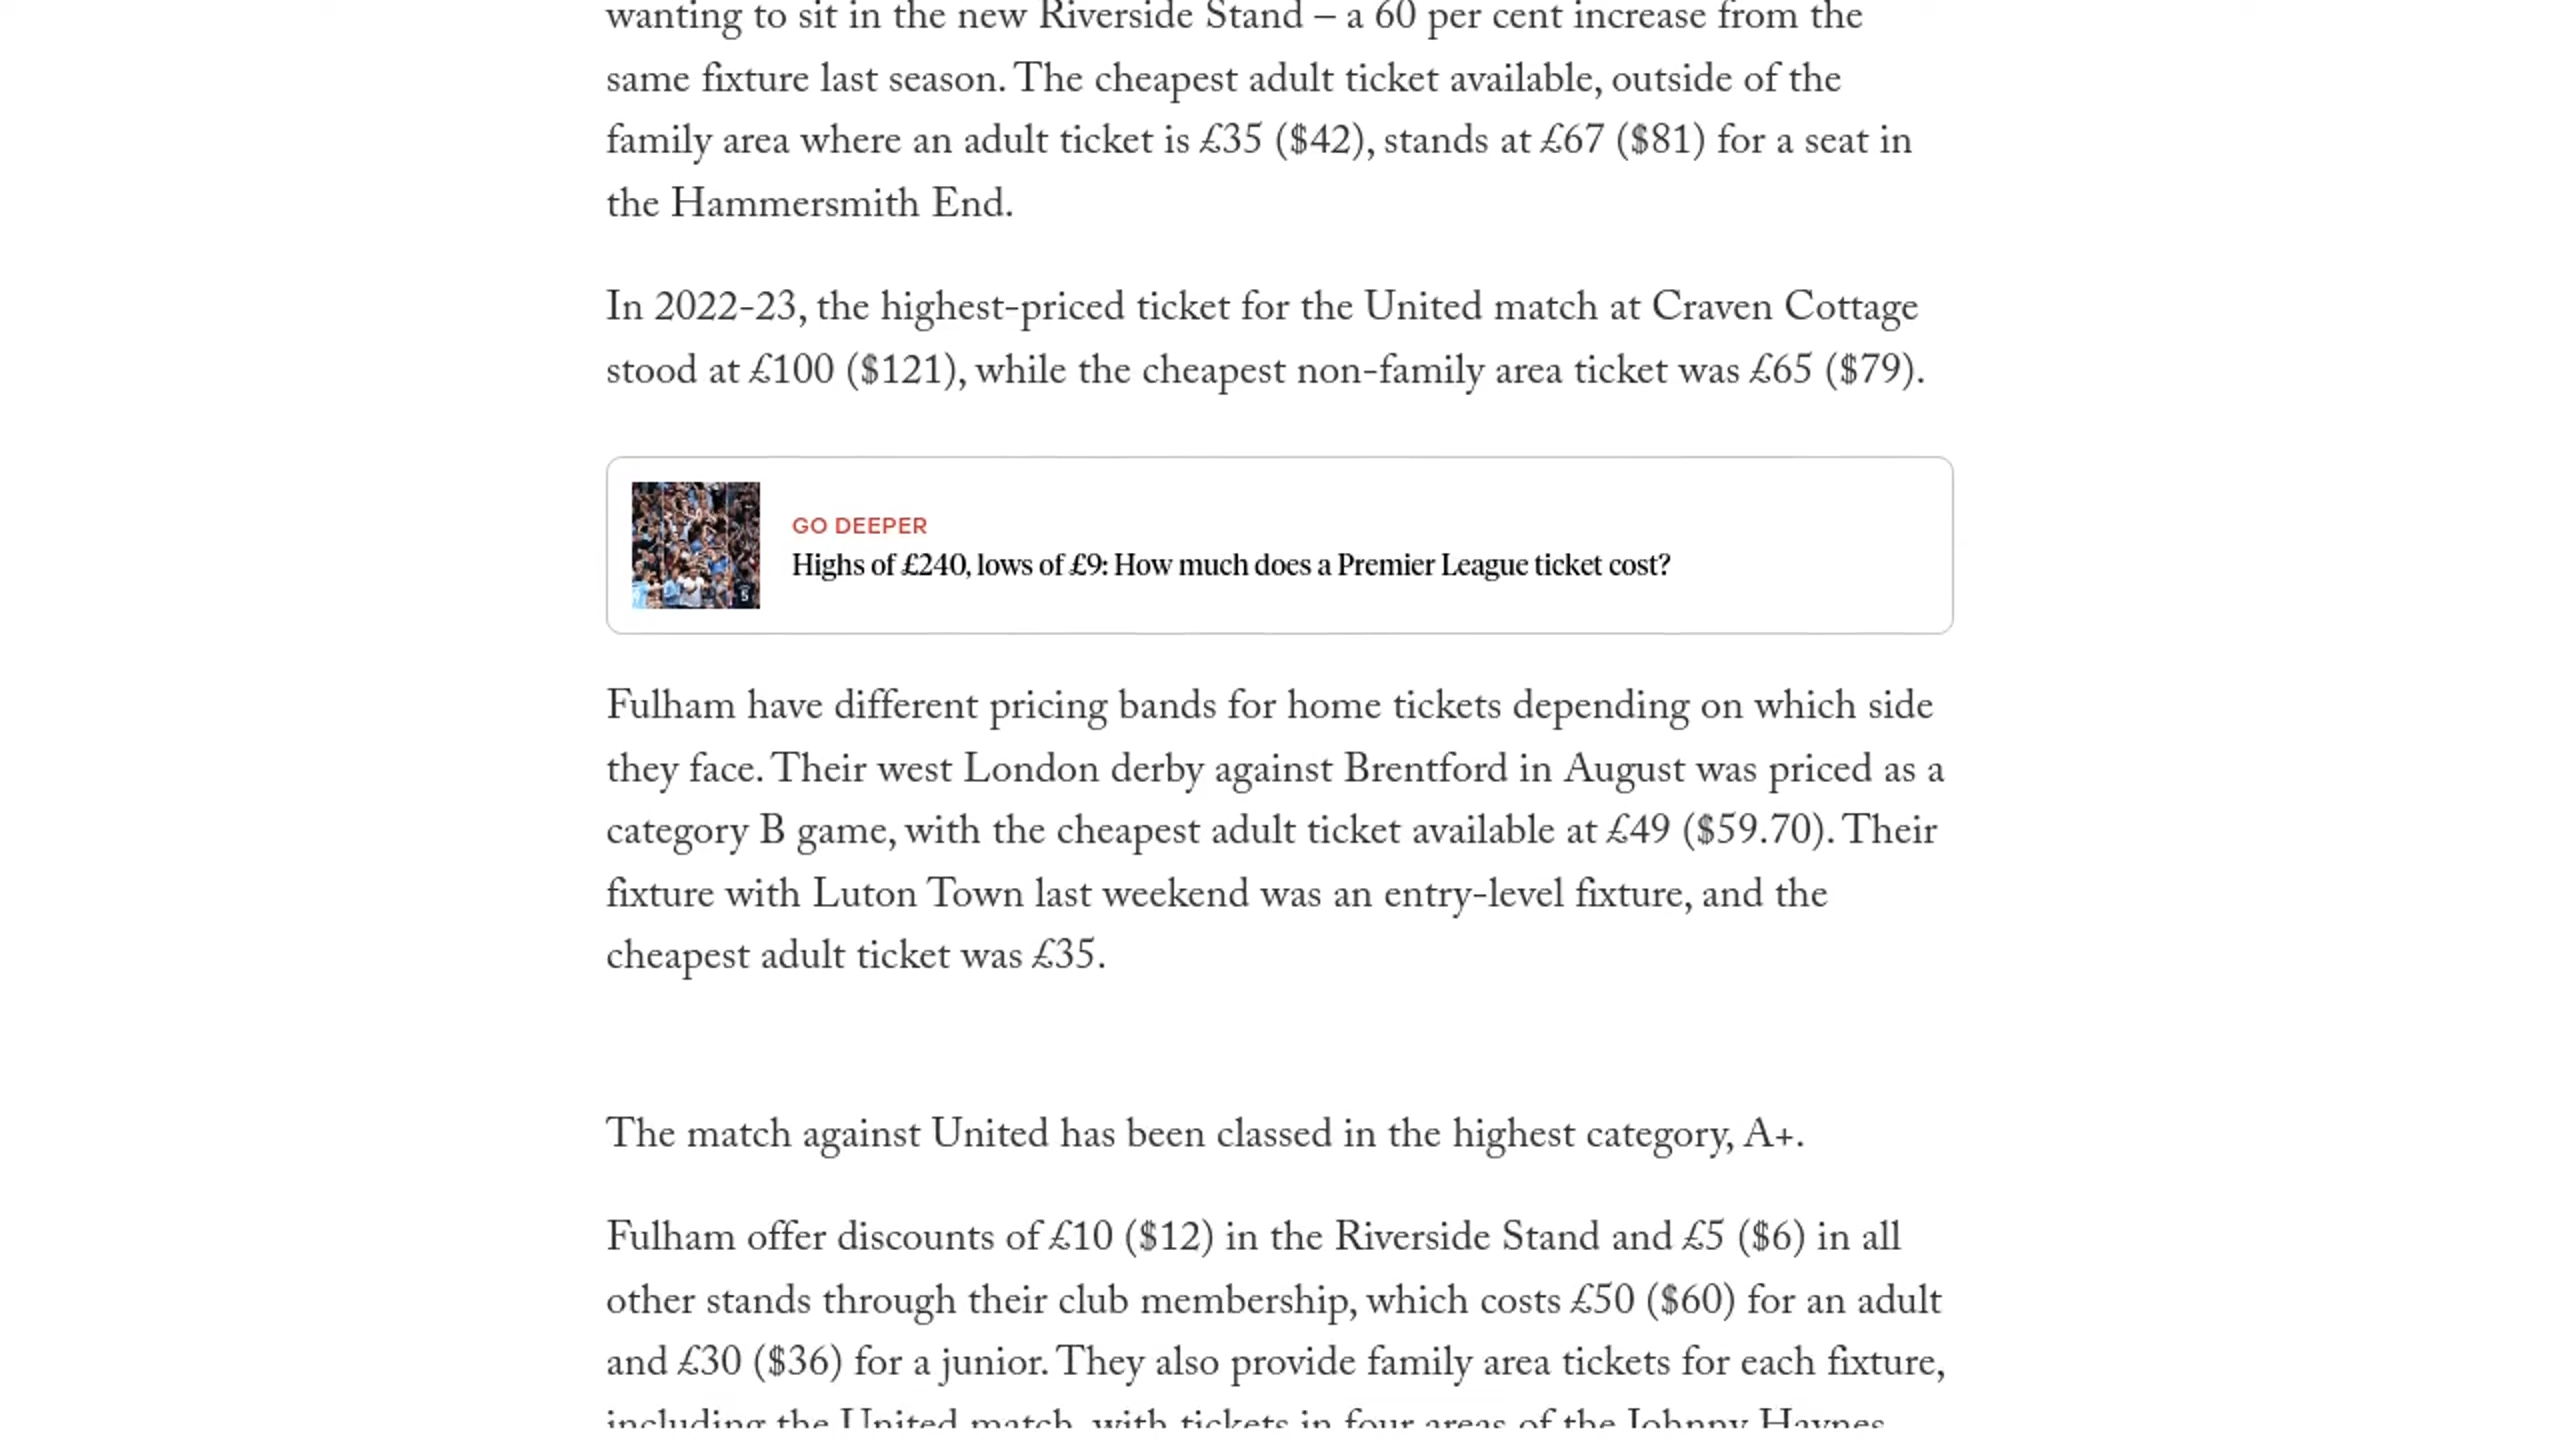 wanting to sit in the new Riverside Stand – a 60 per cent increase from the
same fixture last season. The cheapest adult ticket available, outside of the
family area where an adult ticket is £35 ($42), stands at £67 ($81) for a seat in
the Hammersmith End.
In 2022-23, the highest-priced ticket for the United match at Craven Cottage
stood at £100 ($121), while the cheapest non-family area ticket was £65 ($79).
GO DEEPER
Highs of £240, lows of £9: How much does a Premier League ticket cost?
Fulham have different pricing bands for home tickets depending on which side
they face. Their west London derby against Brentford in August was priced as a
category B game, with the cheapest adult ticket available at £49 ($59.70). Their
fixture with Luton Town last weekend was an entry-level fixture, and the
cheapest adult ticket was £35.
The match against United has been classed in the highest category, A+.
Fulham offer discounts of £10 ($12) in the Riverside Stand and £5 ($6) in all
other stands through their club membership, which costs £50 ($60) for an adult
and £30 ($36) for a junior. They also provide family area tickets for each fixture,
including the United match, with tickets in four areas of the Johnny Haynes